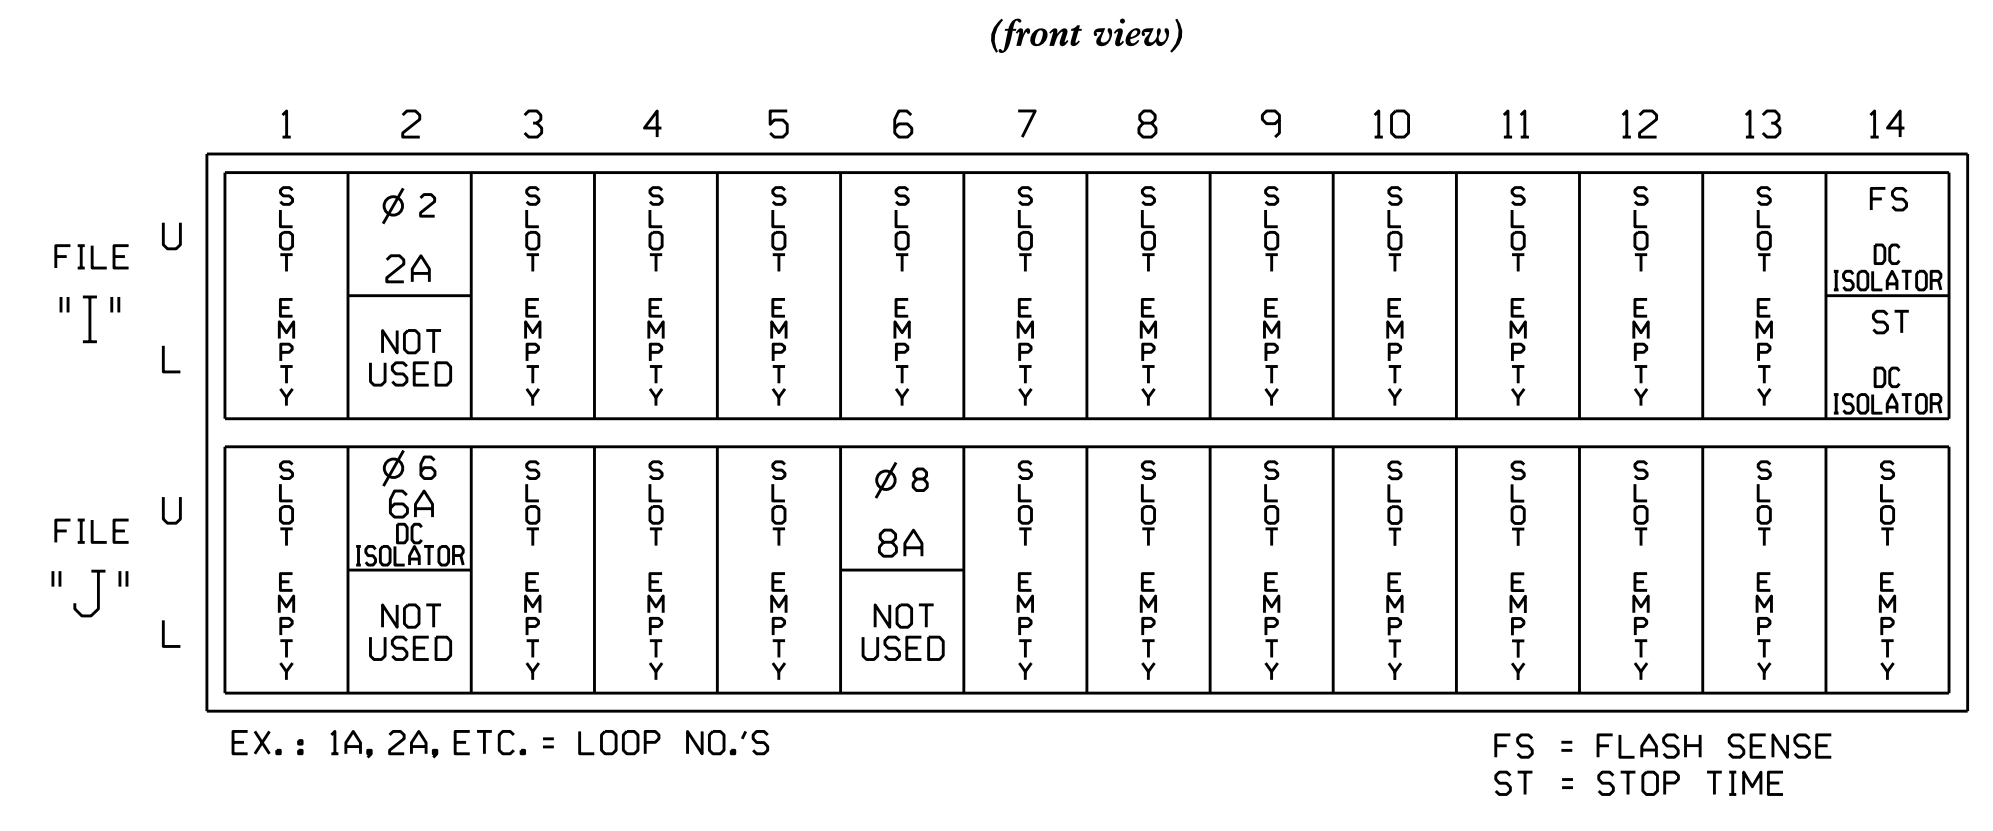 (front view)
1 2 3 4 5 6 7 8 9 10 11 12 13 14
FILE "I"
U
L
SLOT EMPTY
Ø 2
2A
NOT USED
SLOT EMPTY
SLOT EMPTY
SLOT EMPTY
SLOT EMPTY
SLOT EMPTY
SLOT EMPTY
SLOT EMPTY
SLOT EMPTY
SLOT EMPTY
SLOT EMPTY
SLOT EMPTY
FS
DC
ISOLATOR
ST
DC
ISOLATOR
FILE "J"
U
L
SLOT EMPTY
Ø 6
6A
DC
ISOLATOR
NOT USED
SLOT EMPTY
SLOT EMPTY
SLOT EMPTY
Ø 8
8A
NOT USED
SLOT EMPTY
SLOT EMPTY
SLOT EMPTY
SLOT EMPTY
SLOT EMPTY
SLOT EMPTY
SLOT EMPTY
SLOT EMPTY
EX.: 1A, 2A, ETC. = LOOP NO.'S
FS = FLASH SENSE
ST = STOP TIME